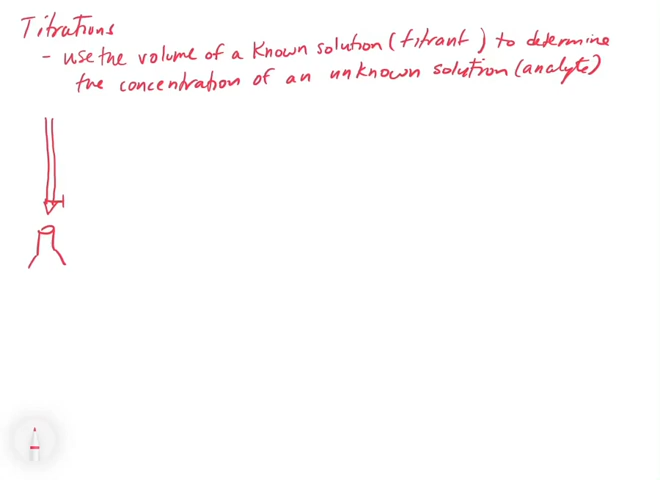 Titrations
- use the volume of a known solution (titrant) to determine
the concentration of an unknown solution (analyte)